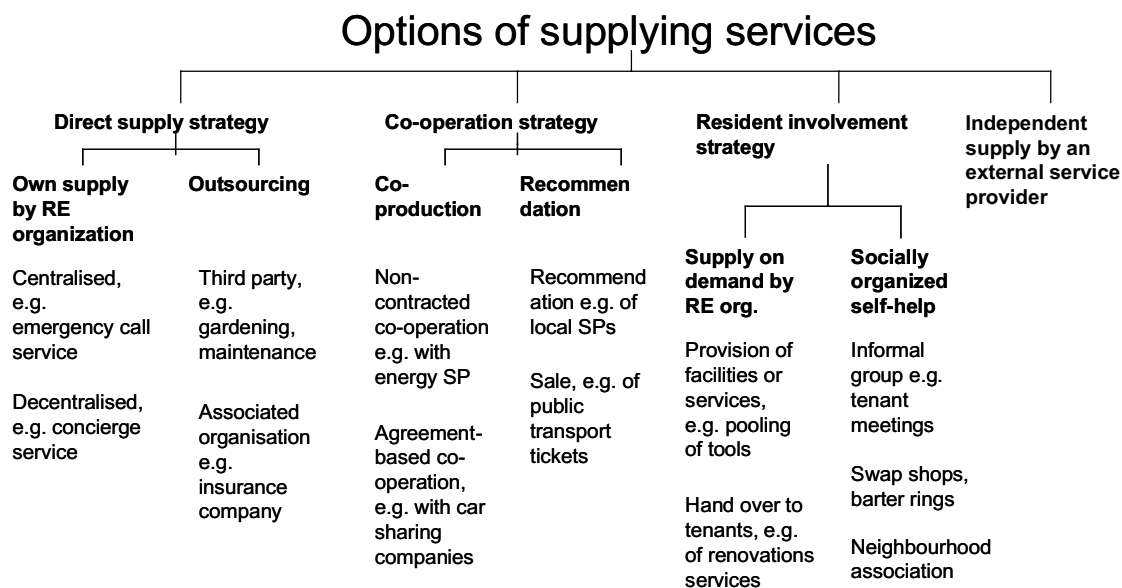 Options of supplying services
Direct supply strategy
Own supply
by RE
organization
Centralised,
e.g.
emergency call
service
Decentralised,
e.g. concierge
service
Outsourcing
Third party,
e.g.
gardening,
maintenance
Associated
organisation
e.g.
insurance
company
Co-operation strategy
Co-
production
Non-
contracted
co-operation
e.g. with
energy SP
Agreement-
based co-
operation,
e.g. with car
sharing
companies
Recommen
dation
Recommend
ation e.g. of
local SPs
Sale, e.g. of
public
transport
tickets
Resident involvement
strategy
Supply on
demand by
RE org.
Provision of
facilities or
services,
e.g. pooling
of tools
Hand over to
tenants, e.g.
of renovations
services
Socially
organized
self-help
Informal
group e.g.
tenant
meetings
Swap shops,
barter rings
Neighbourhood
association
Independent
supply by an
external service
provider